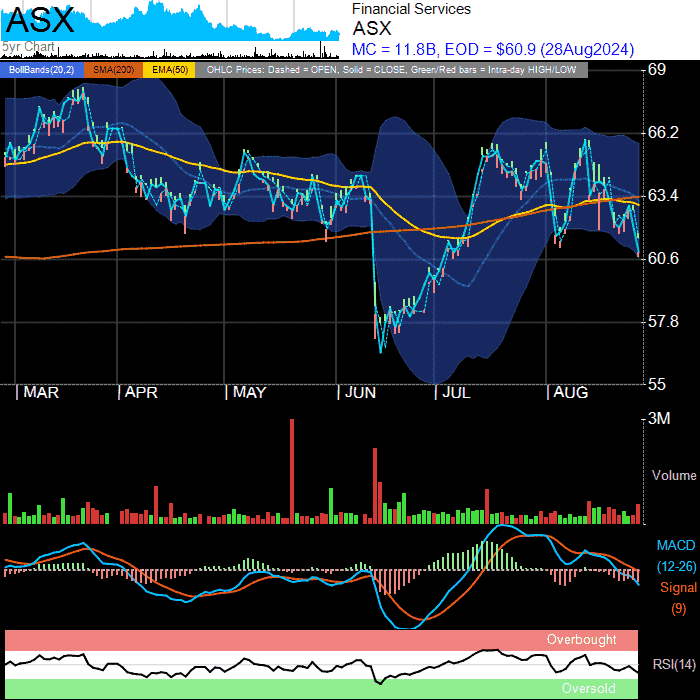 ASX
5yr Chart
Financial Services
ASX
MC = 11.8B, EOD = $60.9 (28Aug2024)
BollBands(20,2) SMA(200) EMA(50) OHLC Prices: Dashed = OPEN, Solid = CLOSE, Green/Red bars = Intra-day HIGH/LOW
69
66.2
63.4
60.6
57.8
55
| MAR | APR | MAY | JUN | JUL | AUG
3M
Volume
MACD
(12-26)
Signal
(9)
Overbought
RSI(14)
Oversold